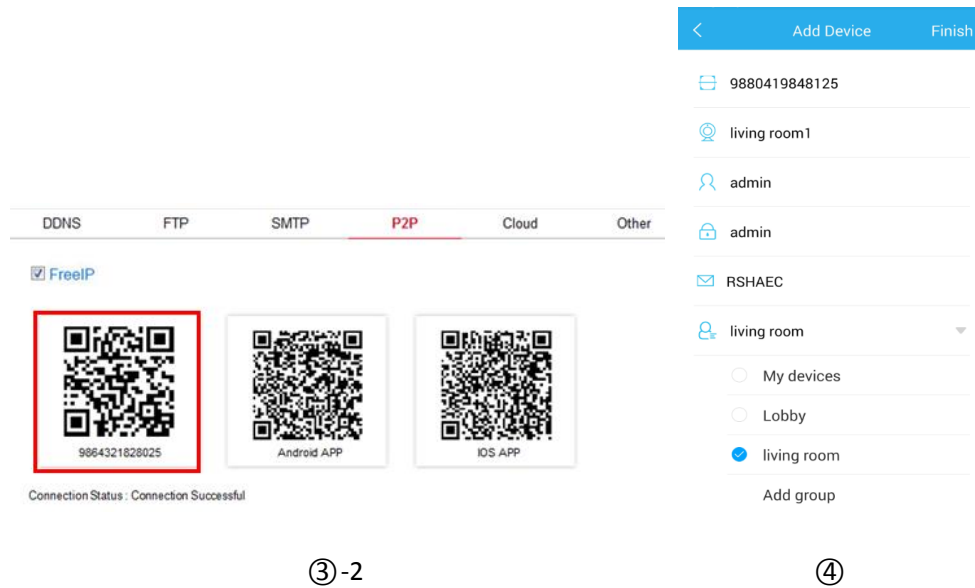 DDNS FTP SMTP P2P Cloud Other
FreeIP
9864321828025 Android APP IOS APP
Connection Status : Connection Successful
③-2
Add Device Finish
9880419848125
living room1
admin
admin
RSHAEC
living room
My devices
Lobby
living room
Add group
④